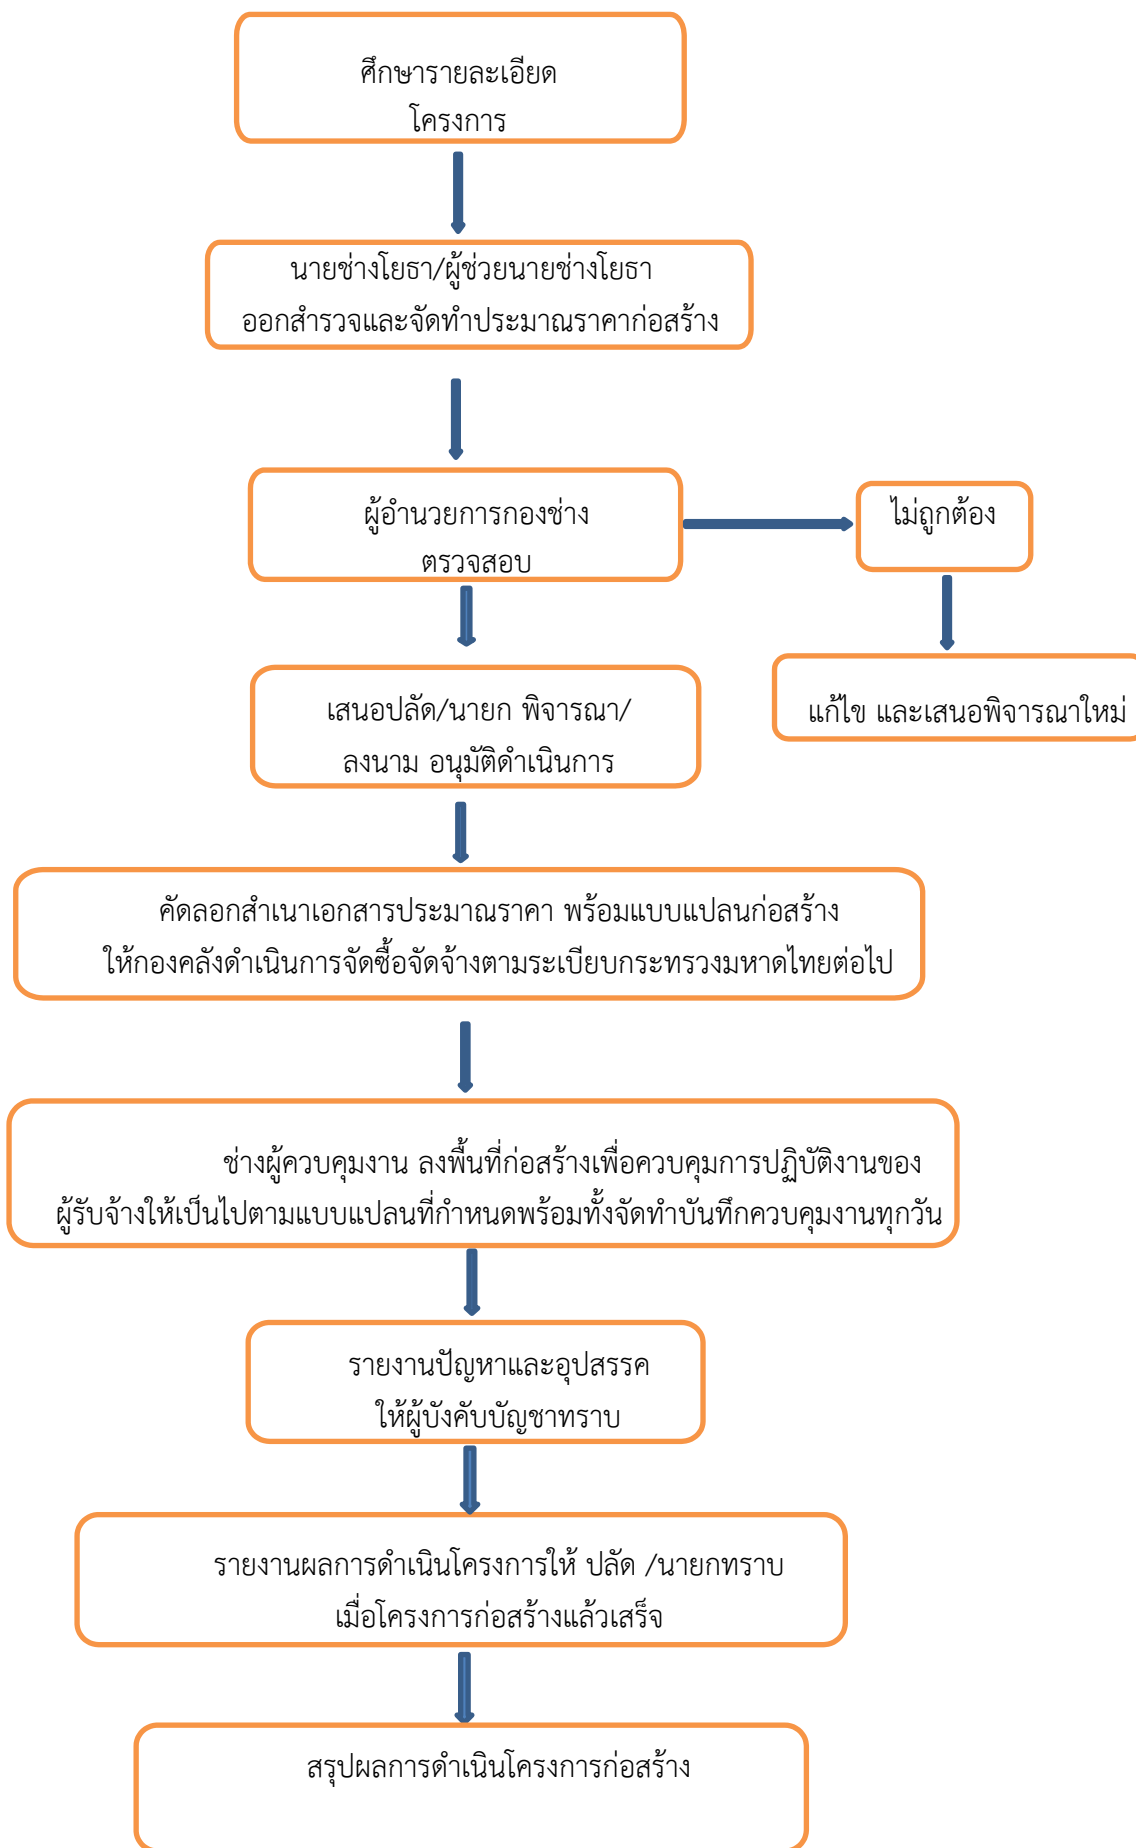 ศึกษารายละเอียด
โครงการ
นายช่างโยธา/ผู้ช่วยนายช่างโยธา
ออกสำรวจและจัดทำประมาณราคาก่อสร้าง
ผู้อำนวยการกองช่าง
ตรวจสอบ
ไม่ถูกต้อง
แก้ไข และเสนอพิจารณาใหม่
เสนอปลัด/นายก พิจารณา/
ลงนาม อนุมัติดำเนินการ
คัดลอกสำเนาเอกสารประมาณราคา พร้อมแบบแปลนก่อสร้าง
ให้กองคลังดำเนินการจัดซื้อจัดจ้างตามระเบียบกระทรวงมหาดไทยต่อไป
ช่างผู้ควบคุมงาน ลงพื้นที่ก่อสร้างเพื่อควบคุมการปฏิบัติงานของ
ผู้รับจ้างให้เป็นไปตามแบบแปลนที่กำหนดพร้อมทั้งจัดทำบันทึกควบคุมงานทุกวัน
รายงานปัญหาและอุปสรรค
ให้ผู้บังคับบัญชาทราบ
รายงานผลการดำเนินโครงการให้ ปลัด /นายกทราบ
เมื่อโครงการก่อสร้างแล้วเสร็จ
สรุปผลการดำเนินโครงการก่อสร้าง